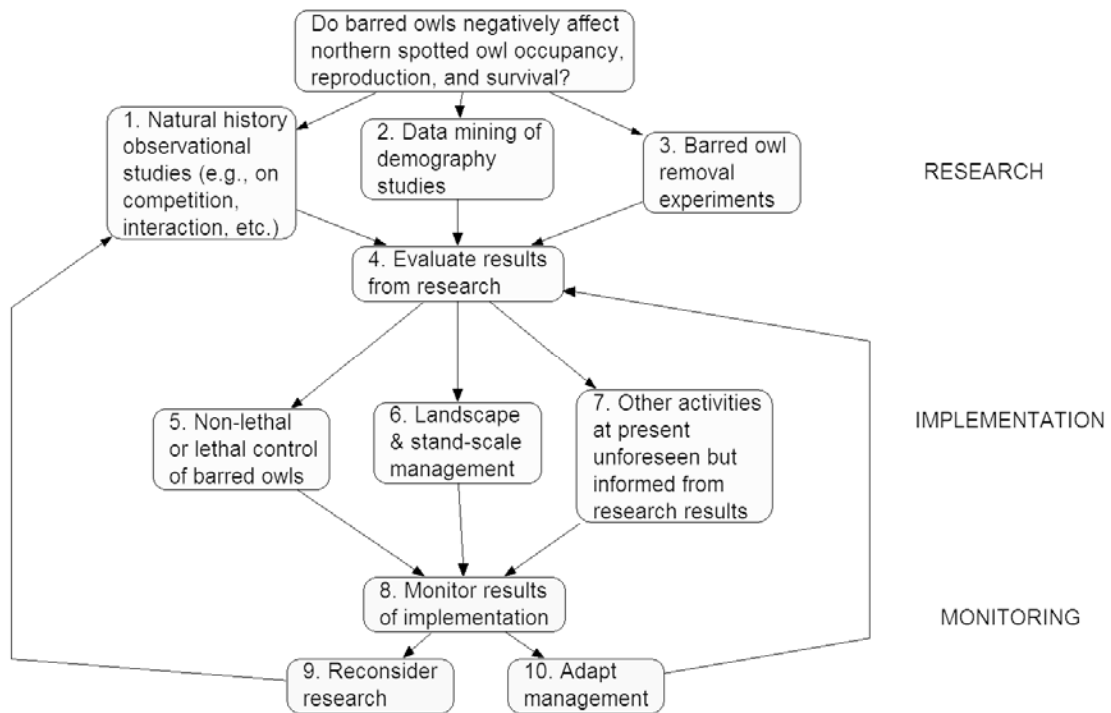 Do barred owls negatively affect
northern spotted owl occupancy,
reproduction, and survival?
1. Natural history
observational
studies (e.g., on
competition,
interaction, etc.)
2. Data mining of
demography
studies
3. Barred owl
removal
experiments
RESEARCH
4. Evaluate results
from research
5. Non-lethal
or lethal control
of barred owls
6. Landscape
& stand-scale
management
7. Other activities
at present
unforeseen but
informed from
research results
IMPLEMENTATION
8. Monitor results
of implementation
MONITORING
9. Reconsider
research
10. Adapt
management